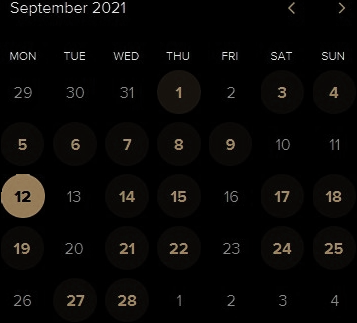 September 2021
MON TUE WED THU FRI SAT SUN
29 30 31 1 2 3 4
5 6 7 8 9 10 11
12 13 14 15 16 17 18
19 20 21 22 23 24 25
26 27 28 1 2 3 4